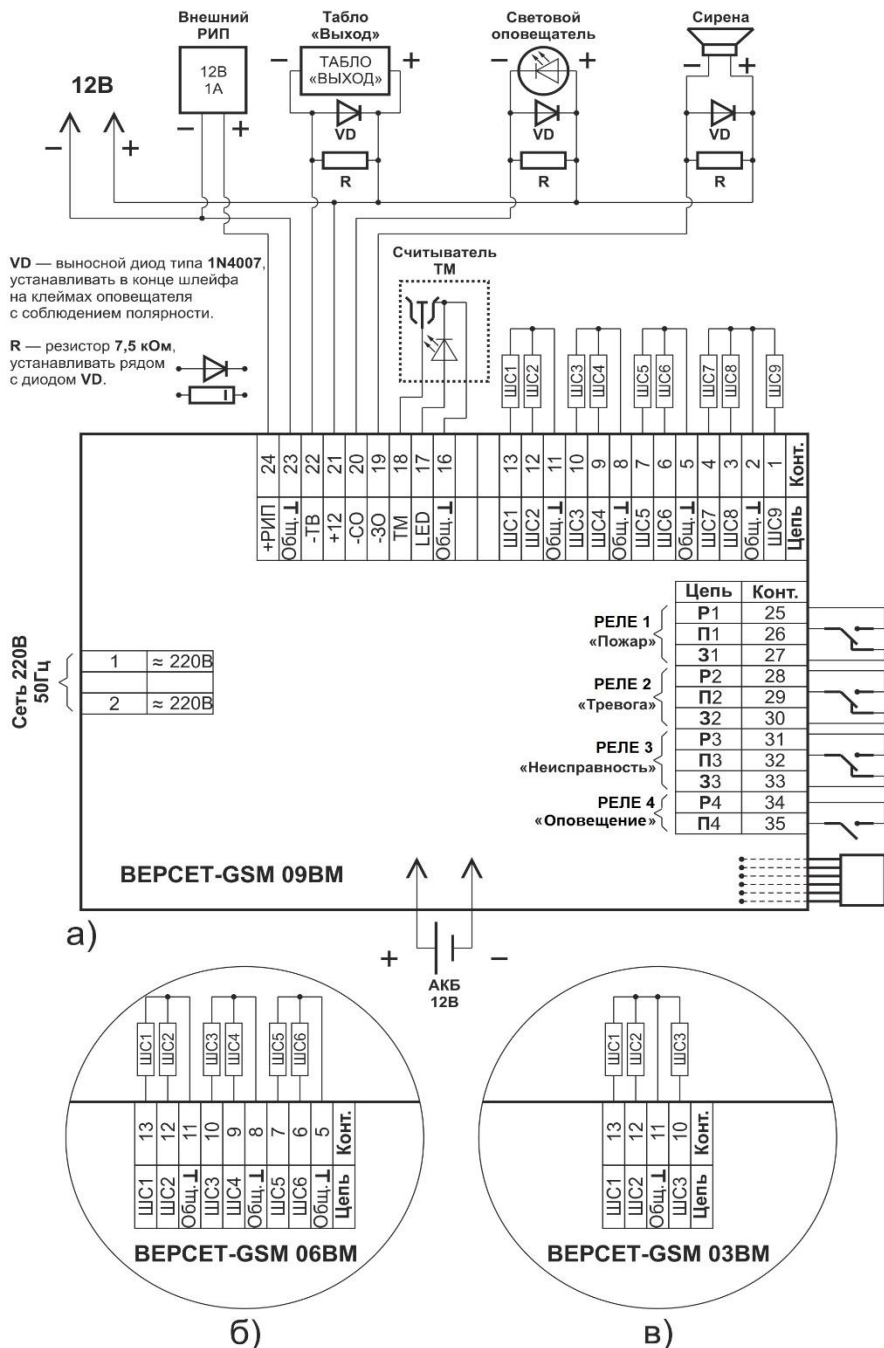 Внешний
РИП
Табло
«Выход»
Световой
оповещатель
Сирена
12В
12В
1А
ТАБЛО
«ВЫХОД»
−
+
−
+
−
+
−
+
−
+
VD
VD
VD
R
R
R
VD — выносной диод типа 1N4007,
устанавливать в конце шлейфа
на клеймах оповещателя
с соблюдением полярности.
R — резистор 7,5 кОм,
устанавливать рядом
с диодом VD.
Считыватель
ТМ
ШС1
ШС2
ШС3
ШС4
ШС5
ШС6
ШС7
ШС8
ШС9
24 23 22 21 20 19 18 17 16 13 12 11 10 9 8 7 6 5 4 3 2 1 Конт.
+РИП Общ. -ТВ +12 -СО -ЗО ТМ LED Общ. ШС1 ШС2 Общ. ШС3 ШС4 Общ. ШС5 ШС6 Общ. ШС7 ШС8 Общ. ШС9 Цепь
Сеть 220В
50Гц
1 ≈ 220В
2 ≈ 220В
Цепь Конт.
РЕЛЕ 1
«Пожар»
Р1 25
П1 26
З1 27
РЕЛЕ 2
«Тревога»
Р2 28
П2 29
З2 30
РЕЛЕ 3
«Неисправность»
Р3 31
П3 32
З3 33
РЕЛЕ 4
«Оповещение»
Р4 34
П4 35
ВЕРСЕТ-GSM 09ВМ
а)
+
−
АКБ
12В
ШС1
ШС2
ШС3
ШС4
ШС5
ШС6
13 12 11 10 9 8 7 6 5 Конт.
ШС1 ШС2 Общ. ШС3 ШС4 Общ. ШС5 ШС6 Общ. Цепь
ВЕРСЕТ-GSM 06ВМ
б)
ШС1
ШС2
ШС3
13 12 11 10 Конт.
ШС1 ШС2 Общ. ШС3 Цепь
ВЕРСЕТ-GSM 03ВМ
в)